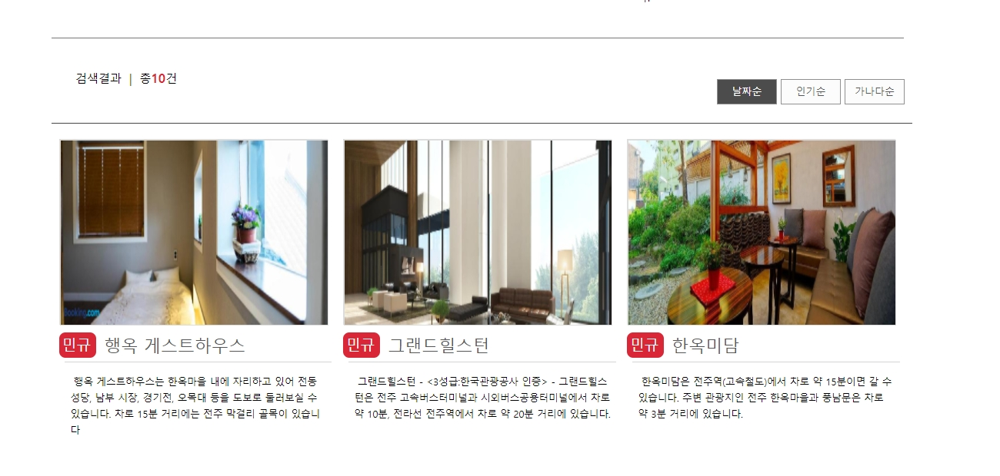 검색결과 | 총10건
날짜순 인기순 가나다순
Booking.com
민규 행옥 게스트하우스
행옥 게스트하우스는 한옥마을 내에 자리하고 있어 전동
성당, 남부 시장, 경기전, 오목대 등을 도보로 둘러보실 수
있습니다. 차로 15분 거리에는 전주 막걸리 골목이 있습니
다
민규 그랜드힐스턴
그랜드힐스턴 - <3성급:한국관광공사 인증> - 그랜드힐스
턴은 전주 고속버스터미널과 시외버스공용터미널에서 차로
약 10분, 전라선 전주역에서 차로 약 20분 거리에 있습니다.
민규 한옥미담
한옥미담은 전주역(고속철도)에서 차로 약 15분이면 갈 수
있습니다. 주변 관광지인 전주 한옥마을과 풍남문은 차로
약 3분 거리에 있습니다.